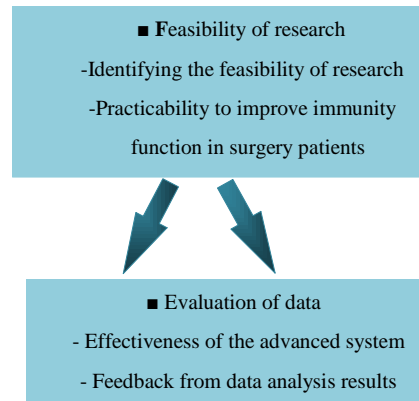 ■ Feasibility of research
-Identifying the feasibility of research
-Practicability to improve immunity
function in surgery patients
■ Evaluation of data
- Effectiveness of the advanced system
- Feedback from data analysis results